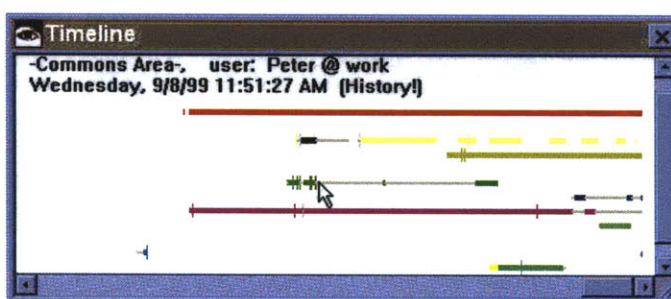 Timeline
-Commons Area-, user: Peter @ work
Wednesday, 9/8/99 11:51:27 AM (History!)